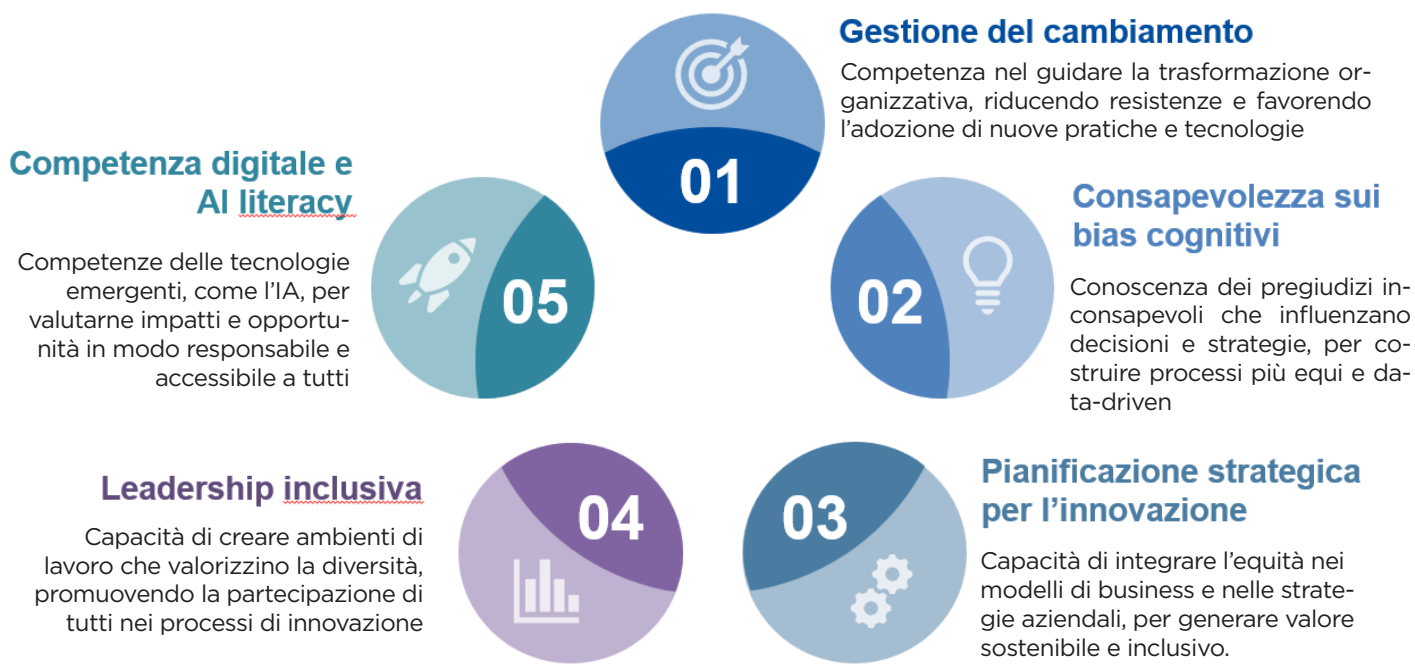 01
Gestione del cambiamento
Competenza nel guidare la trasformazione or-
ganizzativa, riducendo resistenze e favorendo
l'adozione di nuove pratiche e tecnologie
02
Consapevolezza sui
bias cognitivi
Conoscenza dei pregiudizi in-
consapevoli che influenzano
decisioni e strategie, per co-
struire processi più equi e da-
ta-driven
03
Pianificazione strategica
per l'innovazione
Capacità di integrare l'equità nei
modelli di business e nelle strate-
gie aziendali, per generare valore
sostenibile e inclusivo.
04
Leadership inclusiva
Capacità di creare ambienti di
lavoro che valorizzino la diversità,
promuovendo la partecipazione di
tutti nei processi di innovazione
05
Competenza digitale e
AI literacy
Competenze delle tecnologie
emergenti, come l'IA, per
valutarne impatti e opportu-
nità in modo responsabile e
accessibile a tutti